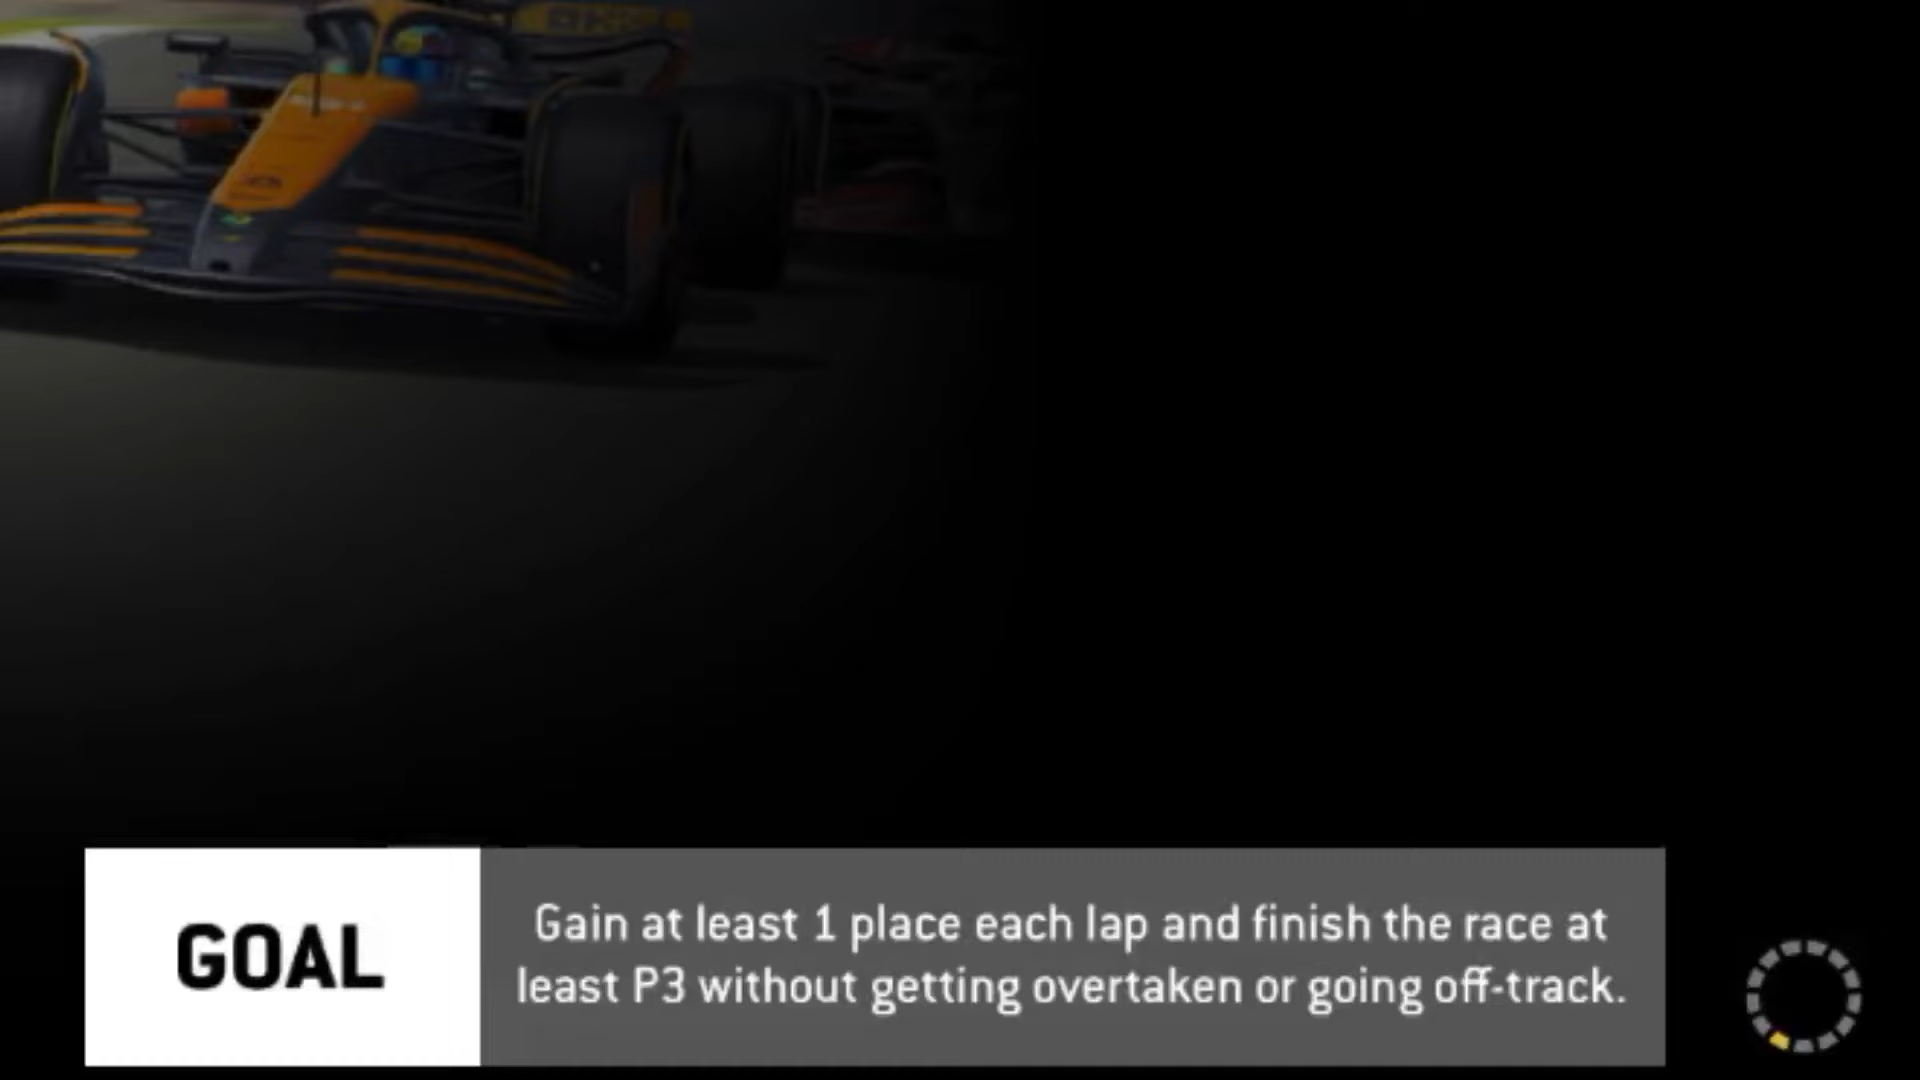 GOAL
Gain at least 1 place each lap and finish the race at
least P3 without getting overtaken or going off-track.